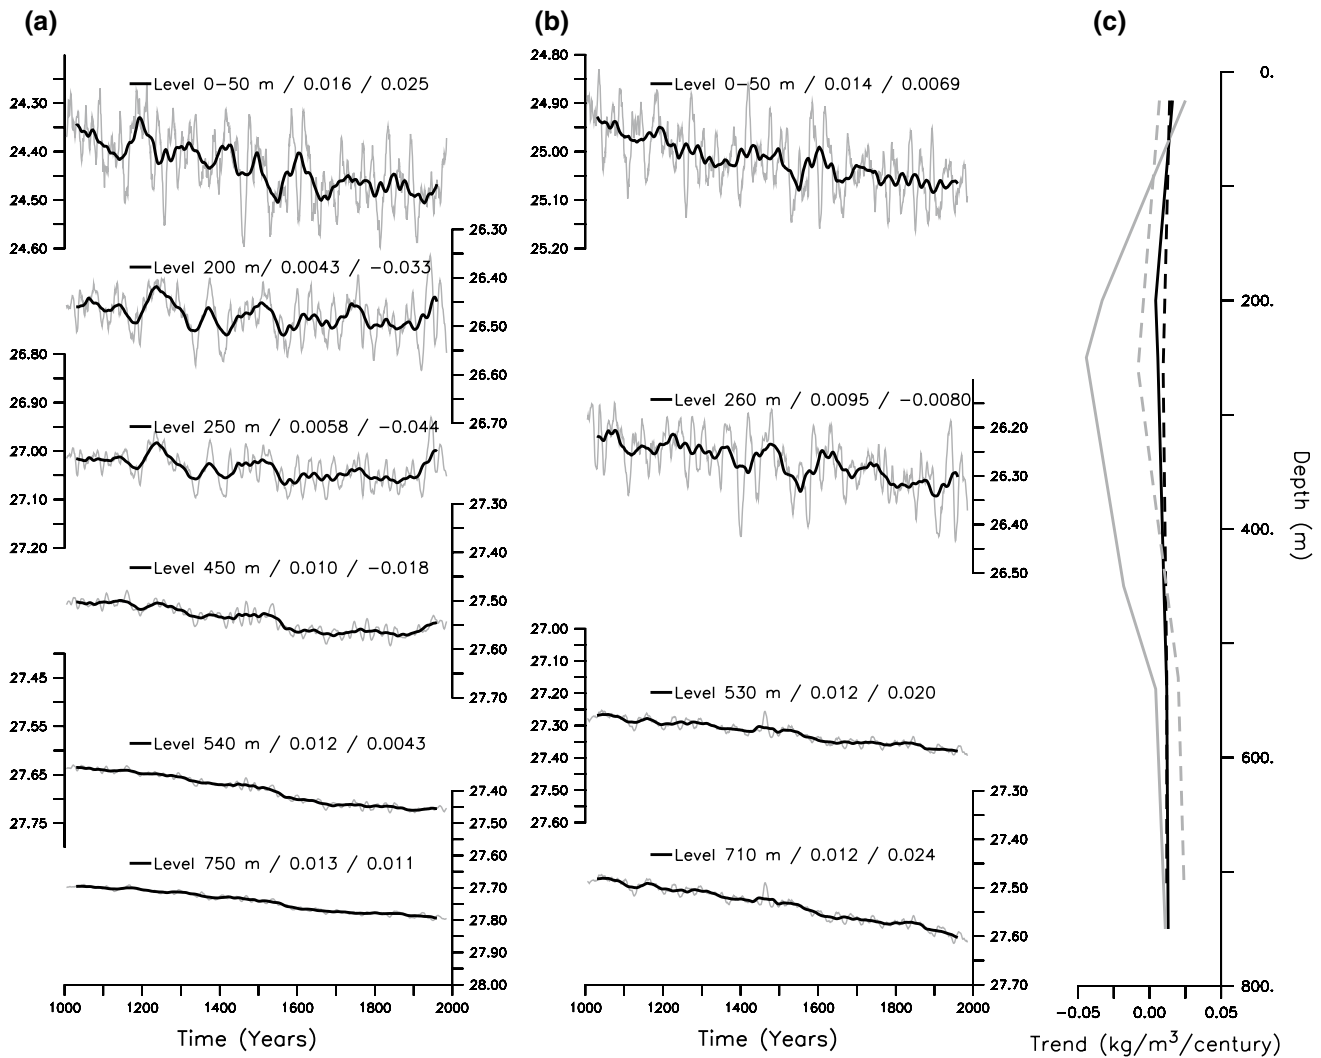 (a)
24.30
24.40
24.50
24.60
Level 0-50 m / 0.016 / 0.025
26.30
26.40
26.50
26.60
26.70
Level 200 m/ 0.0043 / -0.033
26.80
26.90
27.00
27.10
27.20
Level 250 m / 0.0058 / -0.044
27.30
27.40
27.50
27.60
27.70
Level 450 m / 0.010 / -0.018
27.45
27.55
27.65
27.75
Level 540 m / 0.012 / 0.0043
27.40
27.50
27.60
27.70
27.80
27.90
28.00
Level 750 m / 0.013 / 0.011
1000 1200 1400 1600 1800 2000
Time (Years)
(b)
24.80
24.90
25.00
25.10
25.20
Level 0-50 m / 0.014 / 0.0069
Level 260 m / 0.0095 / -0.0080
26.20
26.30
26.40
26.50
27.00
27.10
27.20
27.30
27.40
27.50
27.60
Level 530 m / 0.012 / 0.020
27.30
27.40
27.50
27.60
27.70
Level 710 m / 0.012 / 0.024
1000 1200 1400 1600 1800 2000
Time (Years)
(c)
0.
200.
400.
600.
800.
Depth (m)
-0.05 0.00 0.05
Trend (kg/m³/century)